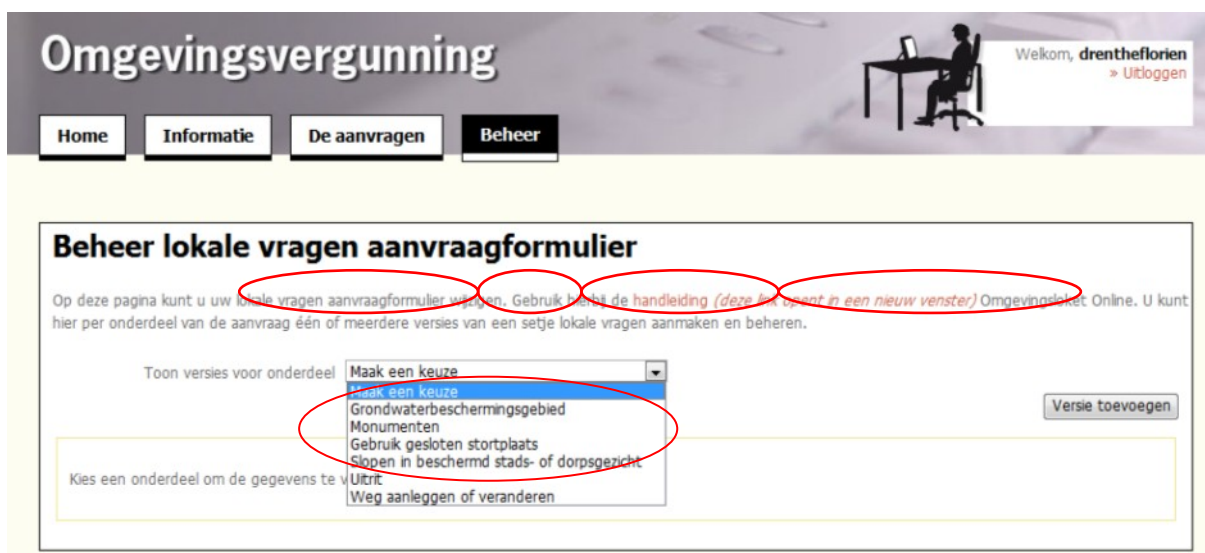 Omgevingsvergunning
Welkom, drentheflorien
» Uitloggen
Home Informatie De aanvragen Beheer
Beheer lokale vragen aanvraagformulier
Op deze pagina kunt u uw lokale vragen aanvraagformulier wijzigen. Gebruik hierbij de handleiding (deze link opent in een nieuw venster) Omgevingsloket Online. U kunt
hier per onderdeel van de aanvraag één of meerdere versies van een setje lokale vragen aanmaken en beheren.
Toon versies voor onderdeel Maak een keuze
Maak een keuze
Grondwaterbeschermingsgebied
Versie toevoegen
Monumenten
Gebruik gesloten stortplaats
Slopen in beschermd stads- of dorpsgezicht
Kies een onderdeel om de gegevens te v
Uitrit
Weg aanleggen of veranderen